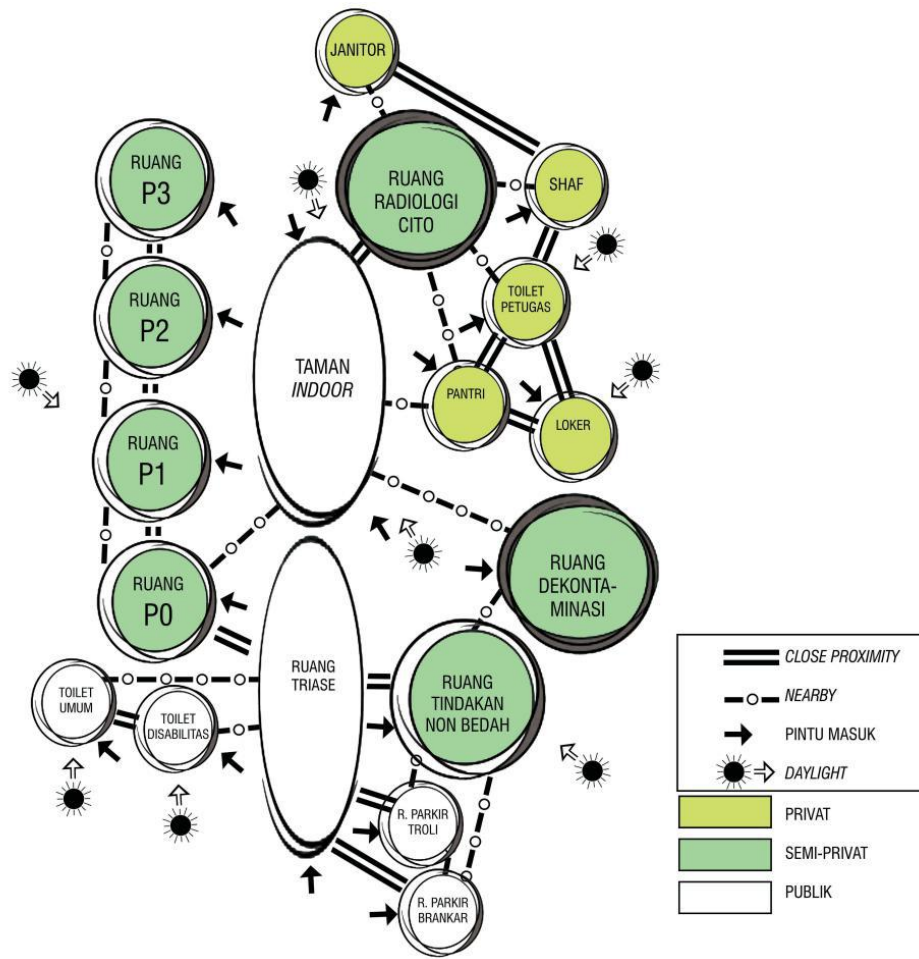 JANITOR
RUANG
P3
RUANG
RADIOLOGI
CITO
SHAF
RUANG
P2
TOILET
PETUGAS
TAMAN
INDOOR
PANTRI
LOKER
RUANG
P1
RUANG
P0
RUANG
DEKONTA-
MINASI
RUANG
TRIASE
RUANG
TINDAKAN
NON BEDAH
TOILET
UMUM
TOILET
DISABILITAS
R. PARKIR
TROLI
R. PARKIR
BRANKAR
CLOSE PROXIMITY
NEARBY
PINTU MASUK
DAYLIGHT
PRIVAT
SEMI-PRIVAT
PUBLIK